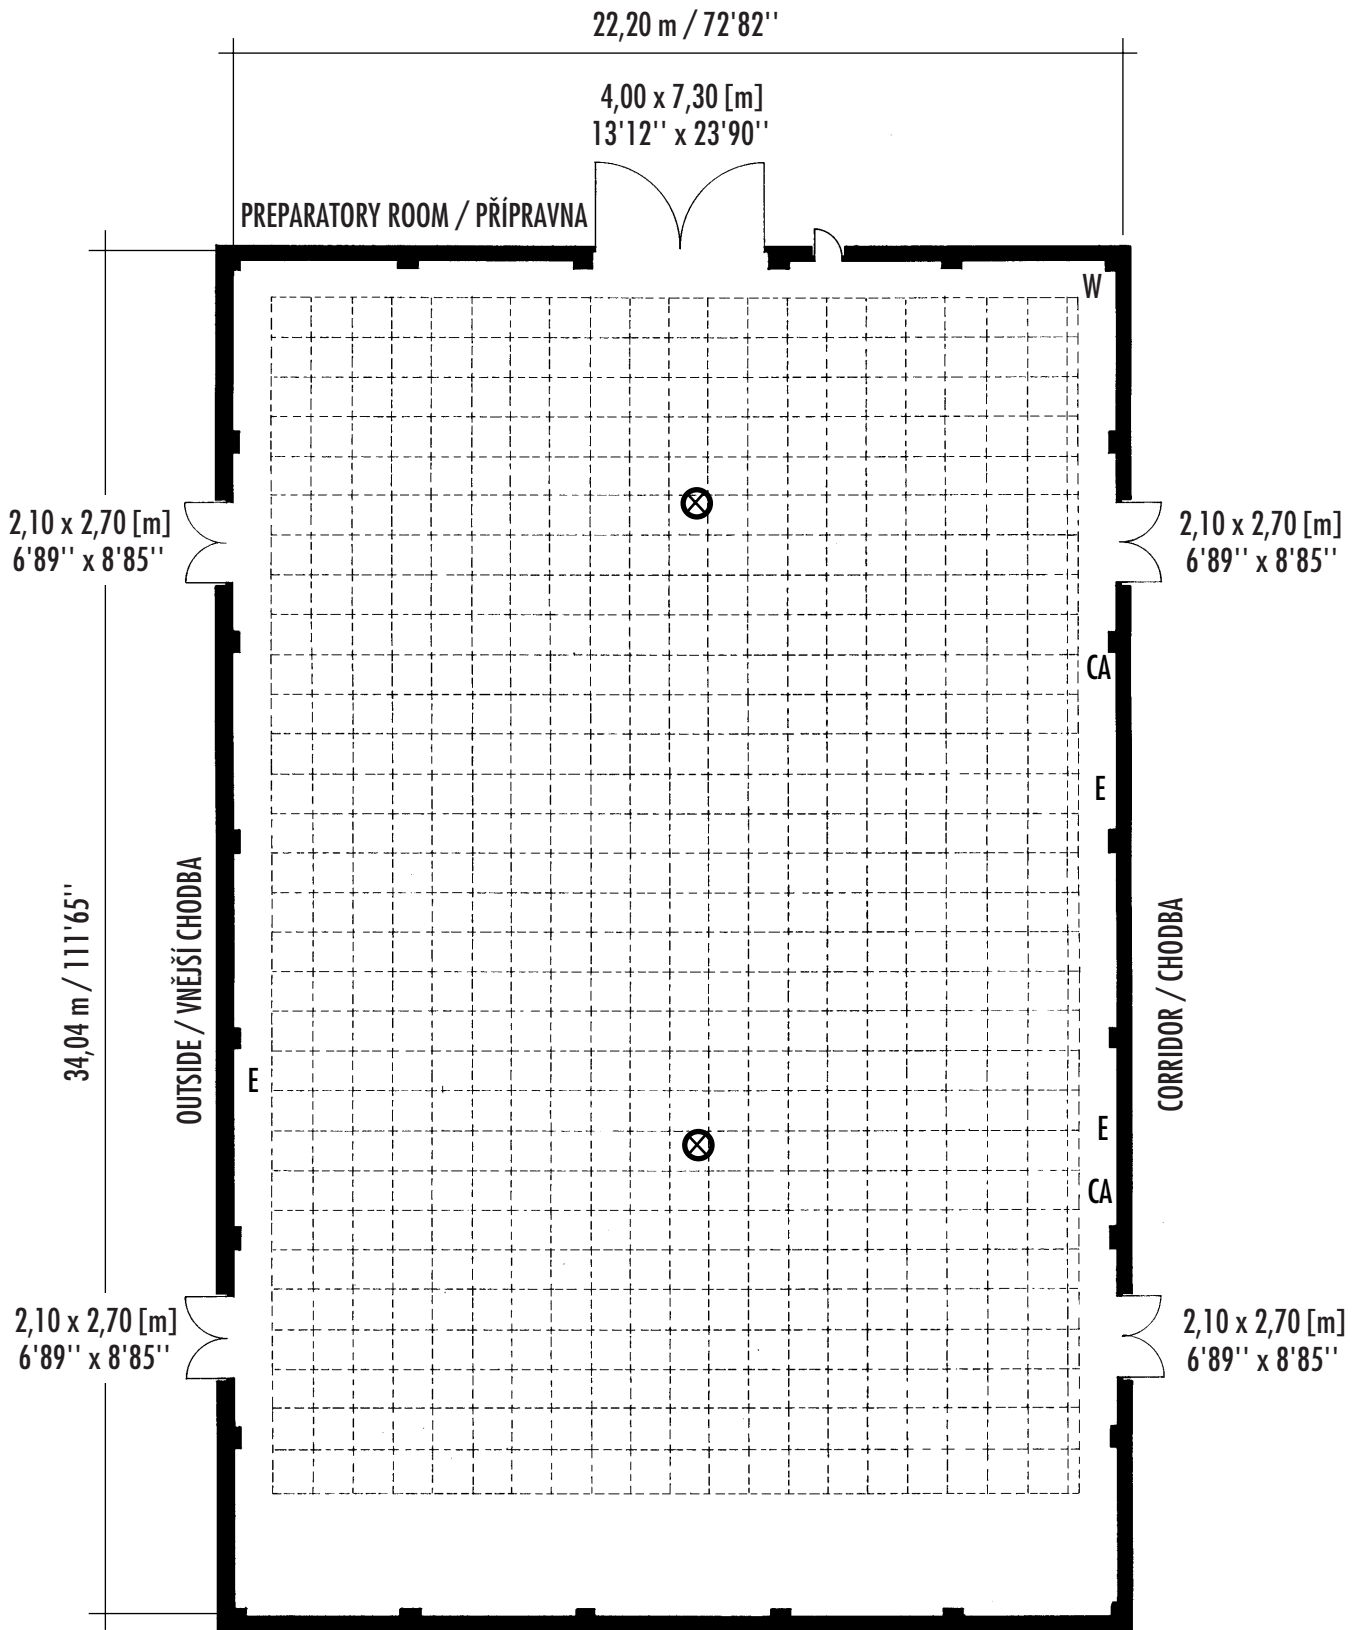 22,20 m / 72'82''
4,00 x 7,30 [m]
13'12'' x 23'90''
PREPARATORY ROOM / PŘÍPRAVNA
W
2,10 x 2,70 [m]
6'89'' x 8'85''
2,10 x 2,70 [m]
6'89'' x 8'85''
CA
E
34,04 m / 111'65''
OUTSIDE / VNĚJŠÍ CHODBA
CORRIDOR / CHODBA
E
E
CA
2,10 x 2,70 [m]
6'89'' x 8'85''
2,10 x 2,70 [m]
6'89'' x 8'85''